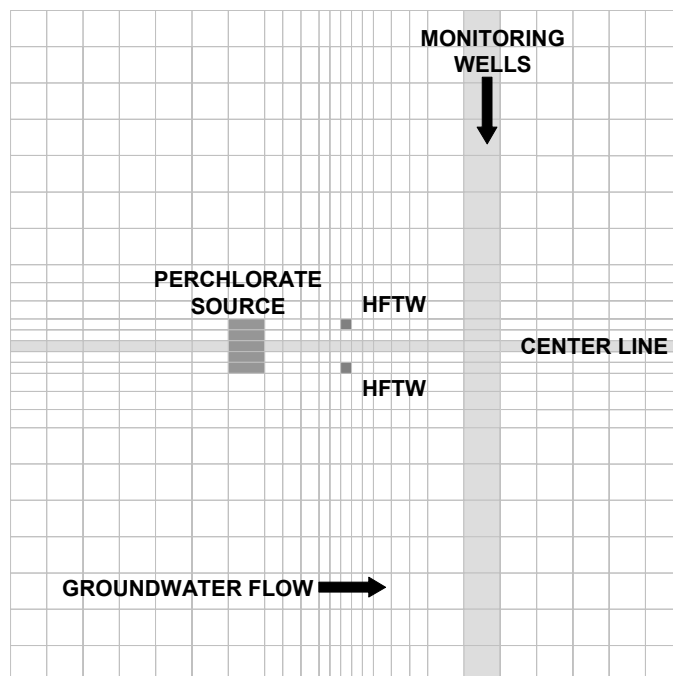 MONITORING
WELLS
PERCHLORATE
SOURCE
HFTW
CENTER LINE
HFTW
GROUNDWATER FLOW